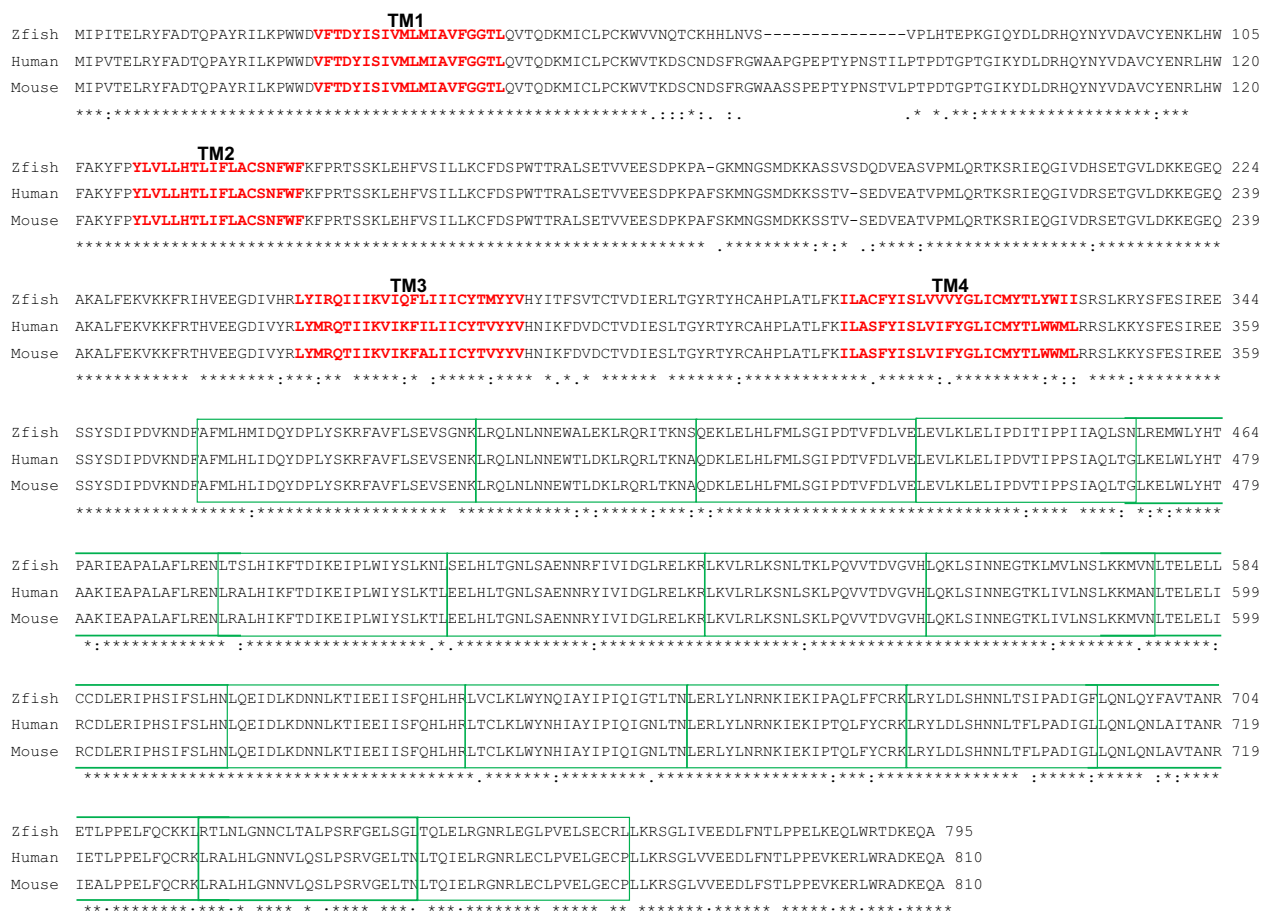 TM1
Zfish MIPITELRYFADTQPAYRILKPWWDVFTDYISIVMLMIAVFGGTLQVTQDKMICLPCKWVVNQTCKHHLNVS---------------VPLHTEPKGIQYDLDRHQYNYVDAVCYENKLHW 105
Human MIPVTELRYFADTQPAYRILKPWWDVFTDYISIVMLMIAVFGGTLQVTQDKMICLPCKWVTKDSCNDSFRGWAAPGPEPTYPNSTILPTPDTGPTGIKYDLDRHQYNYVDAVCYENRLHW 120
Mouse MIPVTELRYFADTQPAYRILKPWWDVFTDYISIVMLMIAVFGGTLQVTQDKMICLPCKWVTKDSCNDSFRGWAASSPEPTYPNSTVLPTPDTGPTGIKYDLDRHQYNYVDAVCYENRLHW 120
***:********************************************************.:::*:. :. .* *.**:******************:***
TM2
Zfish FAKYFPYLVLLHTLIFLACSNFWFKFPRTSSKLEHFVSILLKCFDSPWTTRALSETVVEESDPKPA-GKMNGSMDKKASSVSDQDVEASVPMLQRTKSRIEQGIVDHSETGVLDKKEGEQ 224
Human FAKYFPYLVLLHTLIFLACSNFWFKFPRTSSKLEHFVSILLKCFDSPWTTRALSETVVEESDPKPAFSKMNGSMDKKSSTV-SEDVEATVPMLQRTKSRIEQGIVDRSETGVLDKKEGEQ 239
Mouse FAKYFPYLVLLHTLIFLACSNFWFKFPRTSSKLEHFVSILLKCFDSPWTTRALSETVVEESDPKPAFSKMNGSMDKKSSTV-SEDVEATVPMLQRTKSRIEQGIVDRSETGVLDKKEGEQ 239
****************************************************************** .*********:*:* .:****:*****************:*************
TM3 TM4
Zfish AKALFEKVKKFRIHVEEGDIVHRLYIRQIIIKVIQFLIIICYTMYYVHYITFSVTCTVDIERLTGYRTYHCAHPLATLFKILACFYISLVVVYGLICMYTLYWIISRSLKRYSFESIREE 344
Human AKALFEKVKKFRTHVEEGDIVYRLYMRQTIIKVIKFILIICYTVYYVHNIKFDVDCTVDIESLTGYRTYRCAHPLATLFKILASFYISLVIFYGLICMYTLWWMLRRSLKKYSFESIREE 359
Mouse AKALFEKVKKFRTHVEEGDIVYRLYMRQTIIKVIKFALIICYTVYYVHNIKFDVDCTVDIESLTGYRTYRCAHPLATLFKILASFYISLVIFYGLICMYTLWWMLRRSLKKYSFESIREE 359
************ ********:***:** *****:* :*****:**** *.*.* ****** *******:*************.******:.*********:*:: ****:*********
Zfish SSYSDIPDVKNDFAFMLHMIDQYDPLYSKRFAVFLSEVSGNKLRQLNLNNEWALEKLRQRITKNSQEKLELHLFMLSGIPDTVFDLVELEVLKLELIPDITIPPIIAQLSNLREMWLYHT 464
Human SSYSDIPDVKNDFAFMLHLIDQYDPLYSKRFAVFLSEVSENKLRQLNLNNEWTLDKLRQRLTKNAQDKLELHLFMLSGIPDTVFDLVELEVLKLELIPDVTIPPSIAQLTGLKELWLYHT 479
Mouse SSYSDIPDVKNDFAFMLHLIDQYDPLYSKRFAVFLSEVSENKLRQLNLNNEWTLDKLRQRLTKNAQDKLELHLFMLSGIPDTVFDLVELEVLKLELIPDVTIPPSIAQLTGLKELWLYHT 479
******************:******************** ************:*:*****:***:*:********************************:**** ****:.*:*:******
Zfish PARIEAPALAFLRENLTSLHIKFTDIKEIPLWIYSLKNLSELHLTGNLSAENNRFIVIDGLRELKRLKVLRLKSNLTKLPQVVTDVGVHLQKLSINNEGTKLMVLNSLKKMVNLTELELL 584
Human AAKIEAPALAFLRENLRALHIKFTDIKEIPLWIYSLKTLEELHLTGNLSAENNRYIVIDGLRELKRLKVLRLKSNLSKLPQVVTDVGVHLQKLSINNEGTKLIVLNSLKKMANLTELELI 599
Mouse AAKIEAPALAFLRENLRALHIKFTDIKEIPLWIYSLKTLEELHLTGNLSAENNRYIVIDGLRELKRLKVLRLKSNLSKLPQVVTDVGVHLQKLSINNEGTKLIVLNSLKKMVNLTELELI 599
*:************* :*******************.*.**************:*********************:*************************:********.********:
Zfish CCDLERIPHSIFSLHNLQEIDLKDNNLKTIEEIISFQHLHRLVCLKLWYNQIAYIPIQIGTLTNLERLYLNRNKIEKIPAQLFFCRKLRYLDLSHNNLTSIPADIGFLQNLQYFAVTANR 704
Human RCDLERIPHSIFSLHNLQEIDLKDNNLKTIEEIISFQHLHRLTCLKLWYNHIAYIPIQIGNLTNLERLYLNRNKIEKIPTQLFYCRKLRYLDLSHNNLTFLPADIGLLQNLQNLAITANR 719
Mouse RCDLERIPHSIFSLHNLQEIDLKDNNLKTIEEIISFQHLHRLTCLKLWYNHIAYIPIQIGNLTNLERLYLNRNKIEKIPTQLFYCRKLRYLDLSHNNLTFLPADIGLLQNLQNLAVTANR 719
*****************************************.*******:*********.******************:***:*************** :*****:***** :*:****
Zfish ETLPPELFQCKKLRTLNLGNNCLTALPSRFGELSGLTQLELRGNRLEGLPVELSECRLLKRSGLIVEEDLFNTLPPELKEQLWRTDKEQA 795
Human IETLPPELFQCRKLRALHLGNNVLQSLPSRVGELTNLTQIELRGNRLECLPVELGECPLLKRSGLVVEEDLFNTLPPEVKERLWRADKEQA 810
Mouse IEALPPELFQCRKLRALHLGNNVLQSLPSRVGELTNLTQIELRGNRLECLPVELGECPLLKRSGLVVEEDLFSTLPPEVKERLWRADKEQA 810